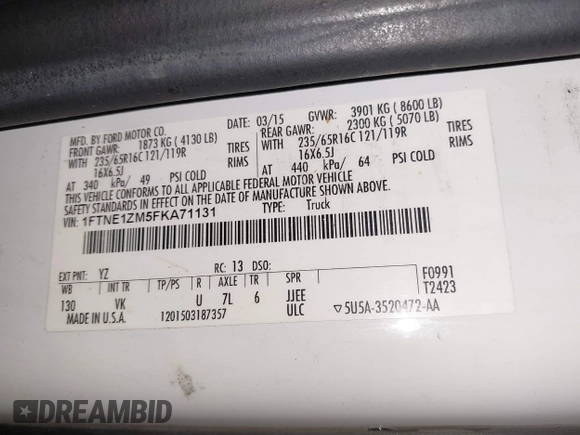 MFD. BY FORD MOTOR CO.
DATE: 03/15 GVWR: 3901 KG ( 8600 LB)
FRONT GAWR: 1873 KG ( 4130 LB) REAR GAWR: 2300 KG ( 5070 LB)
WITH 235/65R16C 121/119R TIRES WITH 235/65R16C 121/119R TIRES
16X6.5J RIMS 16X6.5J RIMS
AT 340 kPa/ 49 PSI COLD AT 440 kPa/ 64 PSI COLD
THIS VEHICLE CONFORMS TO ALL APPLICABLE FEDERAL MOTOR VEHICLE
SAFETY STANDARDS IN EFFECT ON THE DATE OF MANUFACTURE SHOWN ABOVE.
VIN: 1FTNE1ZM5FKA71131 TYPE: Truck
EXT PNT: YZ RC: 13 DSO: F0991
WB INT TR TP/PS R AXLE TR SPR T2423
130 VK U 7L 6 JJEE
MADE IN U.S.A. 1201503187357 ULC ▽5U5A-3520472-AA
DREAMBID